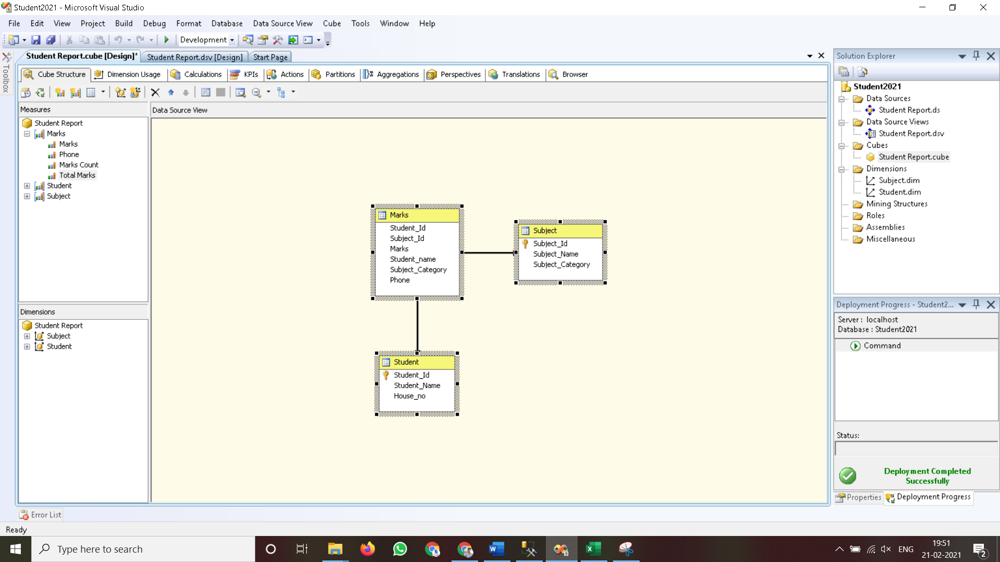 Student2021 - Microsoft Visual Studio
File Edit View Project Build Debug Format Database Data Source View Cube Tools Window Help
Development
Student Report.cube [Design]* Student Report.dsv [Design] Start Page
Toolbox
Cube Structure Dimension Usage Calculations KPIs Actions Partitions Aggregations Perspectives Translations Browser
Measures
Student Report
Marks
Marks
Phone
Marks Count
Total Marks
Student
Subject
Dimensions
Student Report
Subject
Student
Data Source View
Marks
Student_Id
Subject_Id
Marks
Student_name
Subject_Category
Phone
Subject
Subject_Id
Subject_Name
Subject_Category
Student
Student_Id
Student_Name
House_no
Solution Explorer
Student2021
Data Sources
Student Report.ds
Data Source Views
Student Report.dsv
Cubes
Student Report.cube
Dimensions
Subject.dim
Student.dim
Mining Structures
Roles
Assemblies
Miscellaneous
Deployment Progress - Student2...
Server : localhost
Database : Student2021
Command
Status:
Deployment Completed
Successfully
Properties Deployment Progress
Error List
Ready
Type here to search
ENG
19:51
21-02-2021
2